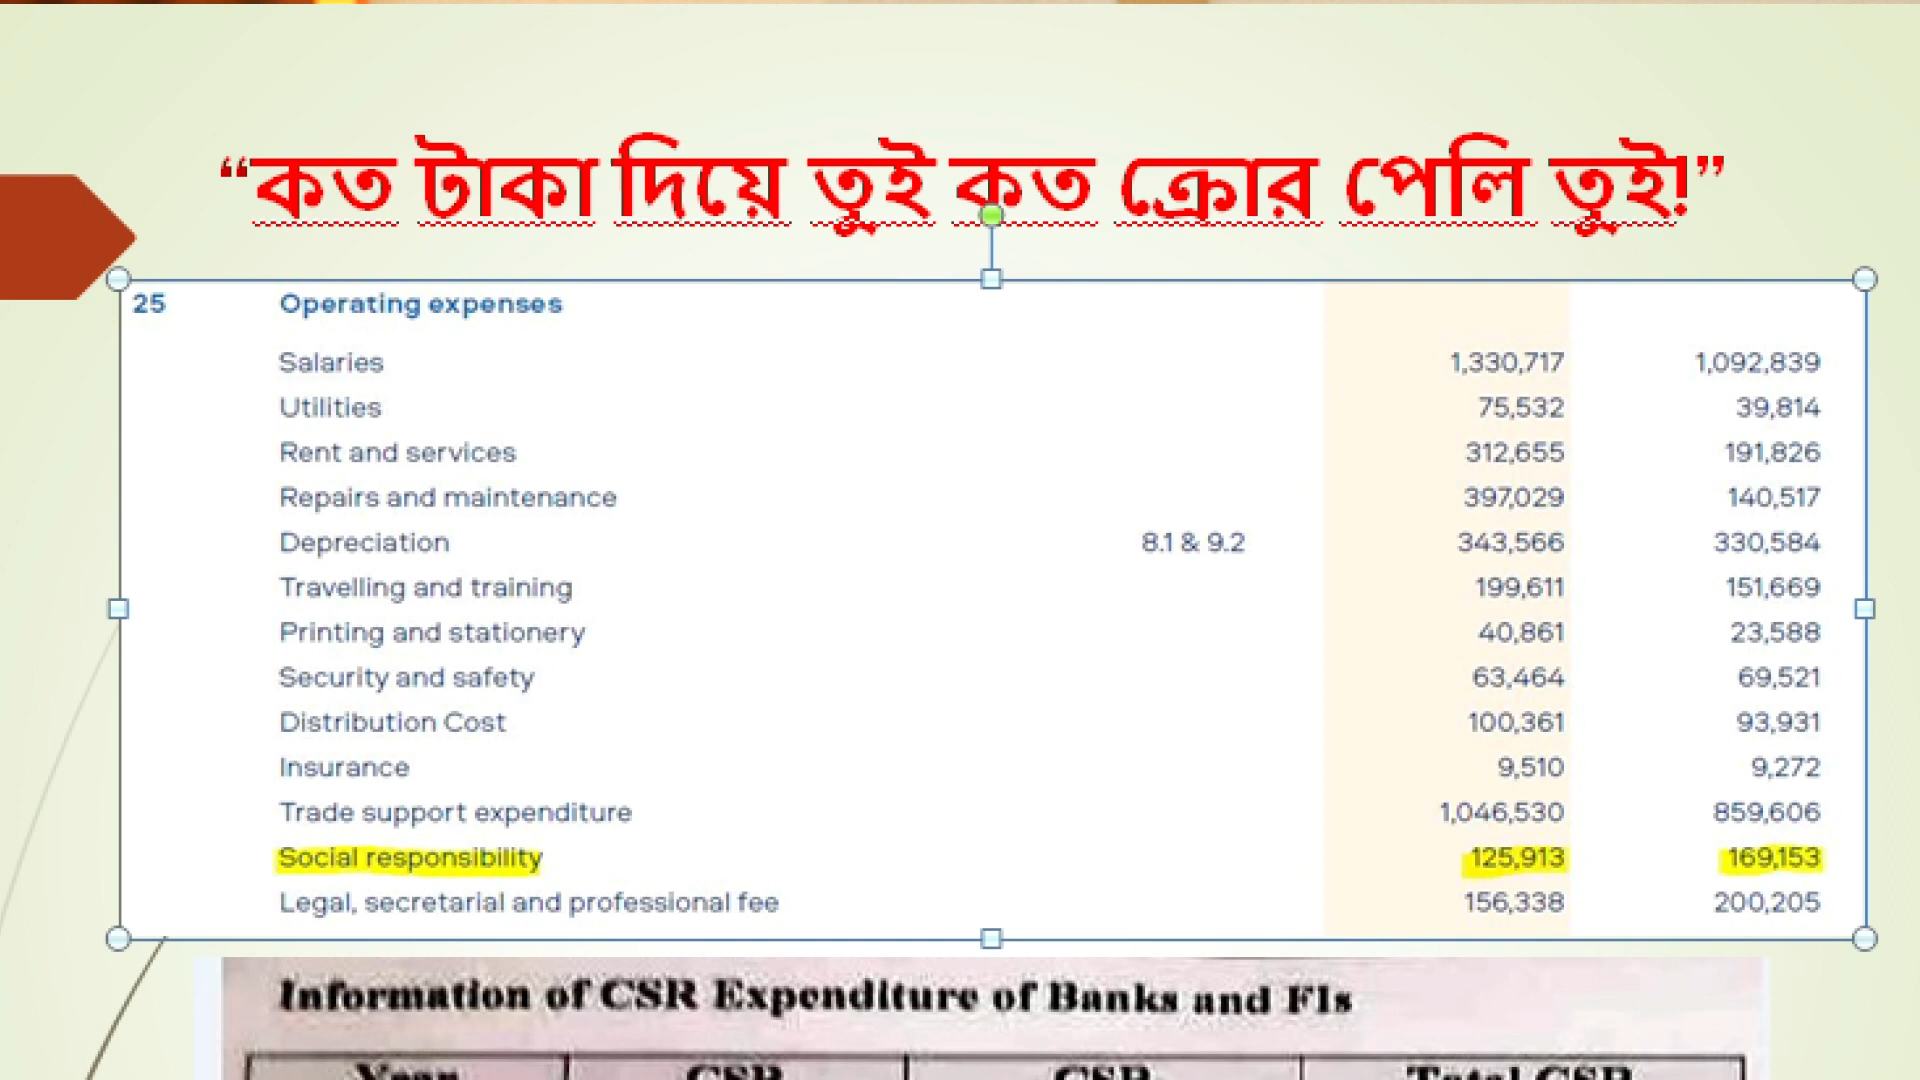 “কত টাকা দিয়ে তুই কত ক্রোর পেলি তুই!”
25 Operating expenses
Salaries 1,330,717 1,092,839
Utilities 75,532 39,814
Rent and services 312,655 191,826
Repairs and maintenance 397,029 140,517
Depreciation 8.1 & 9.2 343,566 330,584
Travelling and training 199,611 151,669
Printing and stationery 40,861 23,588
Security and safety 63,464 69,521
Distribution Cost 100,361 93,931
Insurance 9,510 9,272
Trade support expenditure 1,046,530 859,606
Social responsibility 125,913 169,153
Legal, secretarial and professional fee 156,338 200,205
Information of CSR Expenditure of Banks and FIs
Year CSR CSR Total CSR